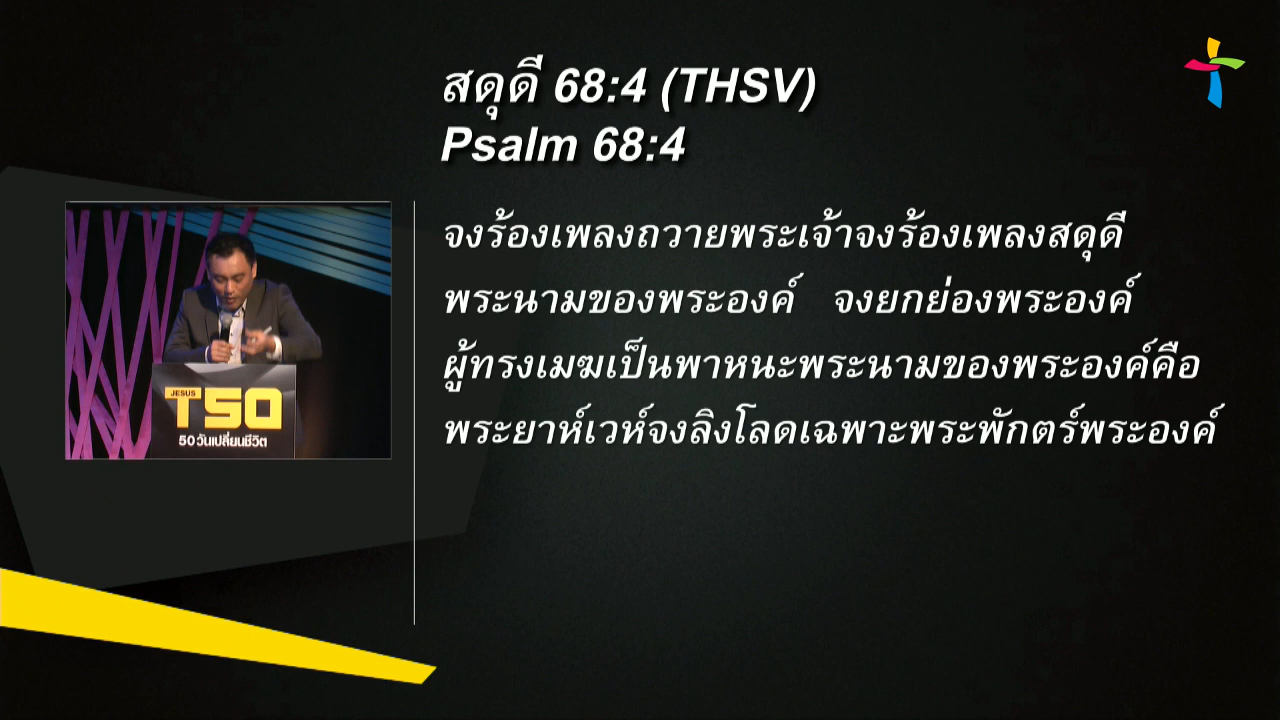 สดุดี 68:4 (THSV)
Psalm 68:4
จงร้องเพลงถวายพระเจ้าจงร้องเพลงสดุดี
พระนามของพระองค์ จงยกย่องพระองค์
ผู้ทรงเมฆเป็นพาหนะพระนามของพระองค์คือ
พระยาห์เวห์จงลิงโลดเฉพาะพระพักตร์พระองค์
JESUS
T50
50 วันเปลี่ยนชีวิต